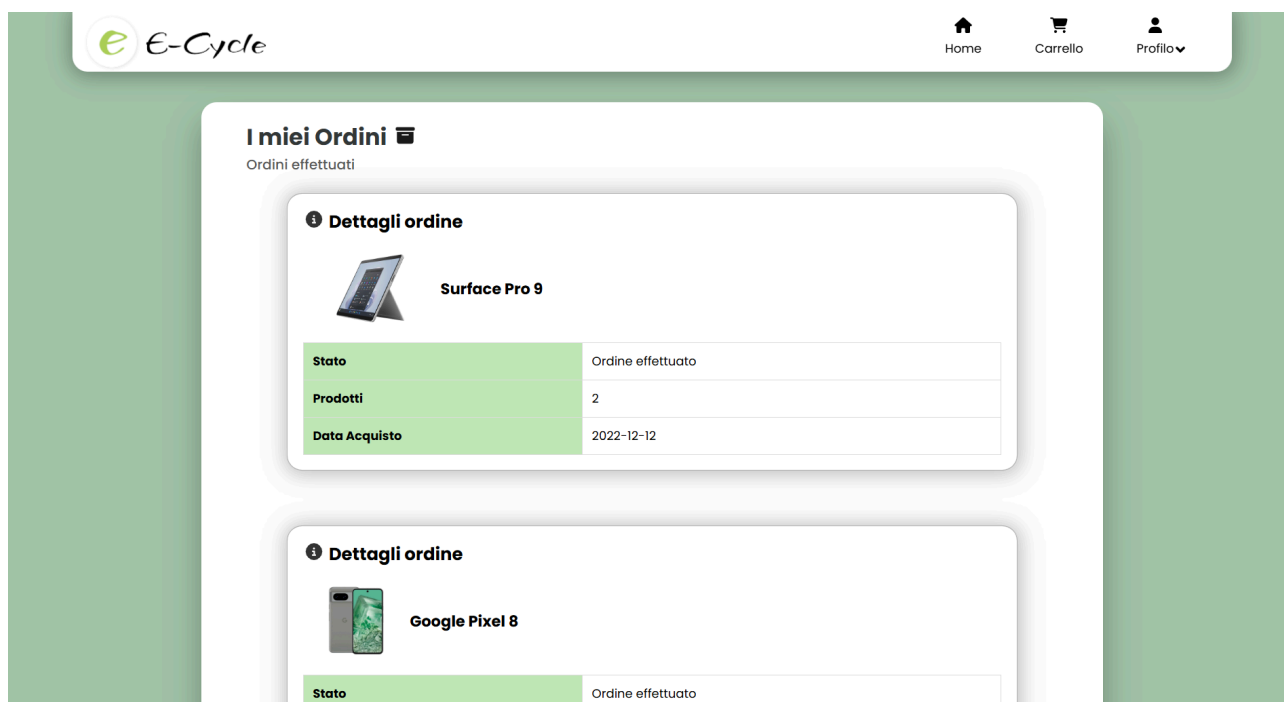 e E-Cycle
Home
Carrello
Profilo
I miei Ordini
Ordini effettuati
Dettagli ordine
Surface Pro 9
Stato Ordine effettuato
Prodotti 2
Data Acquisto 2022-12-12
Dettagli ordine
Google Pixel 8
Stato Ordine effettuato